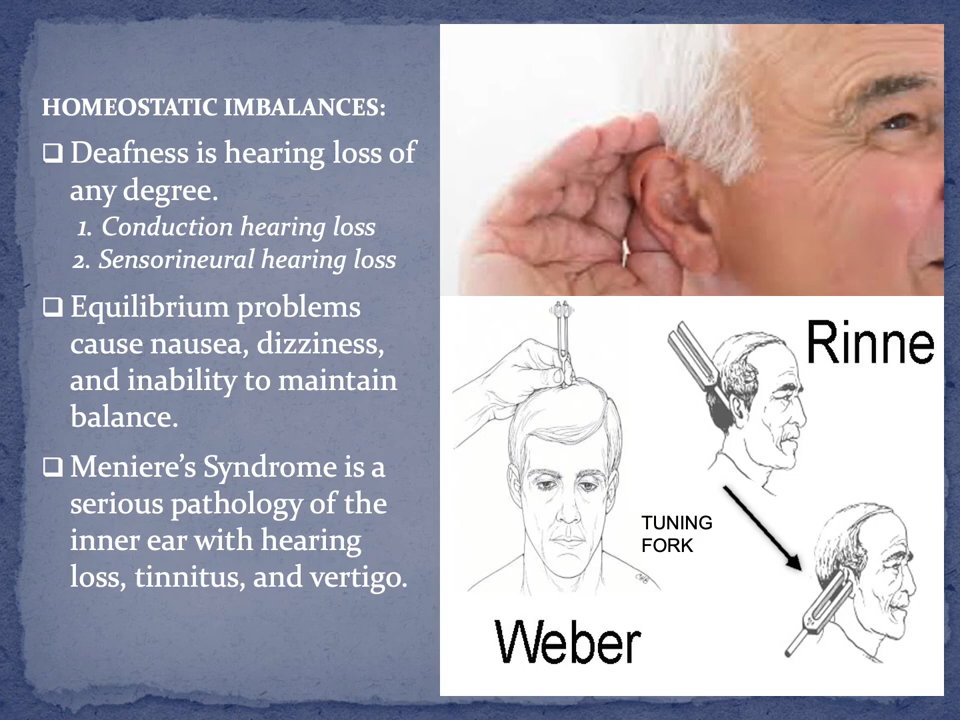 HOMEOSTATIC IMBALANCES:
Deafness is hearing loss of
any degree.
1. Conduction hearing loss
2. Sensorineural hearing loss
Equilibrium problems
cause nausea, dizziness,
and inability to maintain
balance.
Meniere’s Syndrome is a
serious pathology of the
inner ear with hearing
loss, tinnitus, and vertigo.
Rinne
TUNING
FORK
Weber